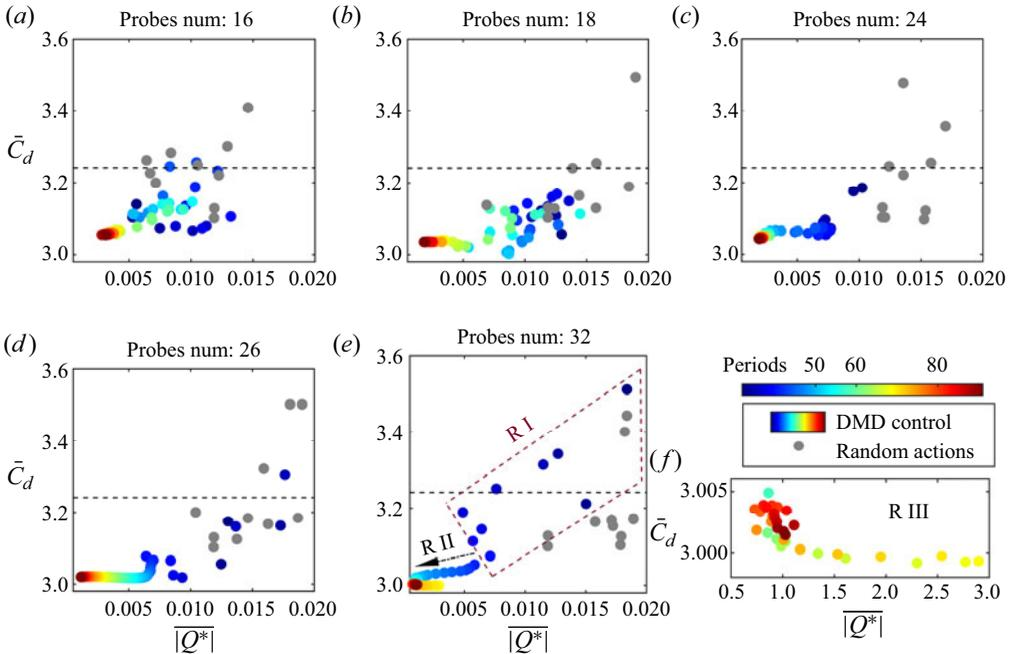 (a) Probes num: 16
3.6
3.4
C̄d
3.2
3.0
0.005 0.010 0.015 0.020
(b) Probes num: 18
3.6
3.4
3.2
3.0
0.005 0.010 0.015 0.020
(c) Probes num: 24
3.6
3.4
3.2
3.0
0.005 0.010 0.015 0.020
(d) Probes num: 26
3.6
3.4
C̄d
3.2
3.0
0.005 0.010 0.015 0.020
|Q*|
(e) Probes num: 32
3.6
3.4
3.2
3.0
R I
R II
0.005 0.010 0.015 0.020
|Q*|
Periods 50 60 80
DMD control
Random actions
(f)
3.005
R III
C̄d
3.000
0.5 1.0 1.5 2.0 2.5 3.0
|Q*|